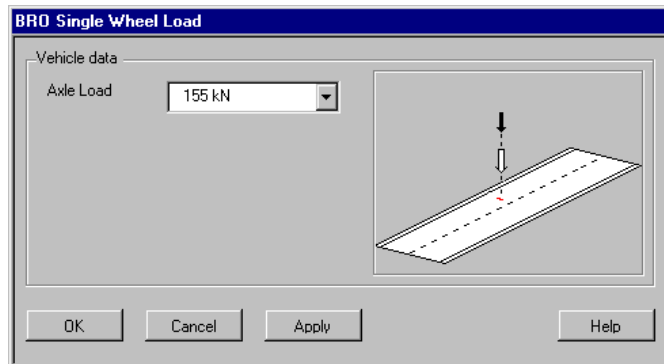 BRO Single Wheel Load
Vehicle data
Axle Load 155 kN
OK Cancel Apply Help